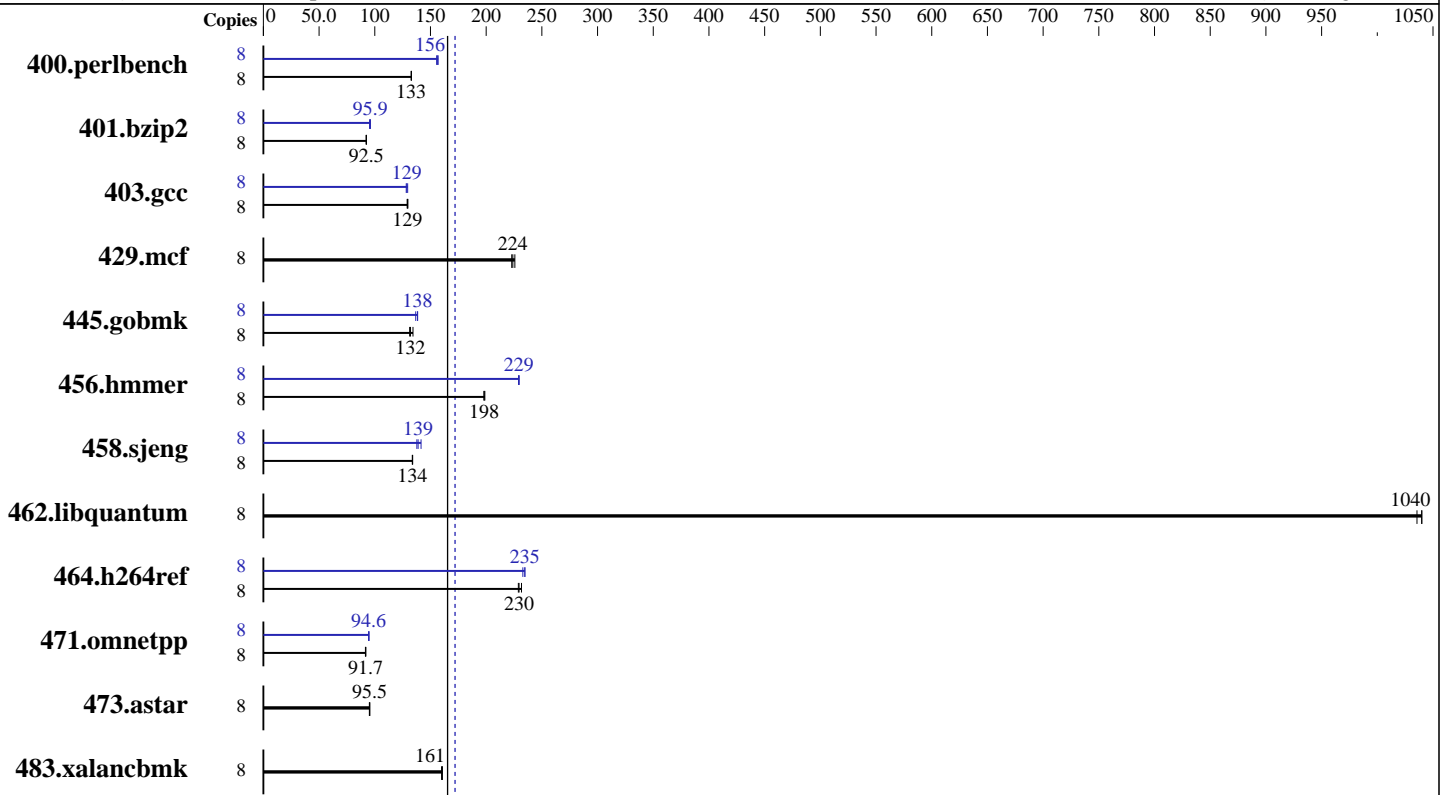 Copies 0 50.0 100 150 200 250 300 350 400 450 500 550 600 650 700 750 800 850 900 950 1050
400.perlbench 8 156
8 133
401.bzip2 8 95.9
8 92.5
403.gcc 8 129
8 129
429.mcf 8 224
445.gobmk 8 138
8 132
456.hmmer 8 229
8 198
458.sjeng 8 139
8 134
462.libquantum 8 1040
464.h264ref 8 235
8 230
471.omnetpp 8 94.6
8 91.7
473.astar 8 95.5
483.xalancbmk 8 161